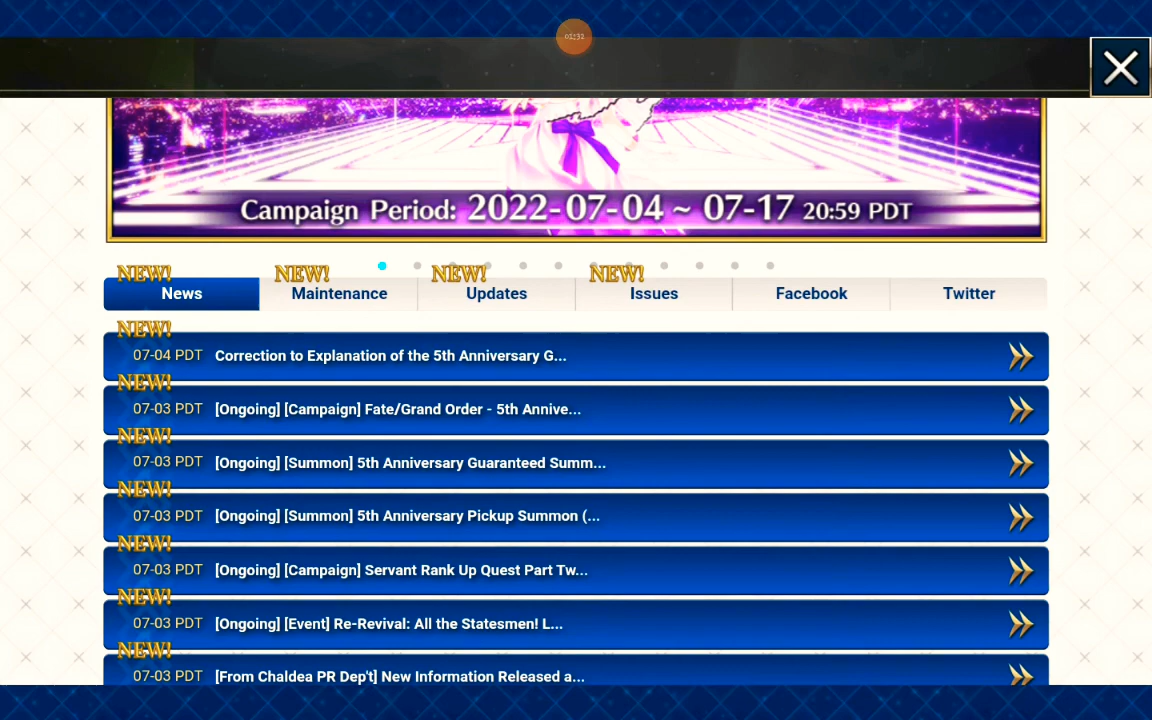 01:32
Campaign Period: 2022-07-04 ~ 07-17 20:59 PDT
NEW! NEW! NEW! NEW!
News Maintenance Updates Issues Facebook Twitter
NEW!
07-04 PDT Correction to Explanation of the 5th Anniversary G...
NEW!
07-03 PDT [Ongoing] [Campaign] Fate/Grand Order - 5th Annive...
NEW!
07-03 PDT [Ongoing] [Summon] 5th Anniversary Guaranteed Summ...
NEW!
07-03 PDT [Ongoing] [Summon] 5th Anniversary Pickup Summon (...
NEW!
07-03 PDT [Ongoing] [Campaign] Servant Rank Up Quest Part Tw...
NEW!
07-03 PDT [Ongoing] [Event] Re-Revival: All the Statesmen! L...
NEW!
07-03 PDT [From Chaldea PR Dep't] New Information Released a...